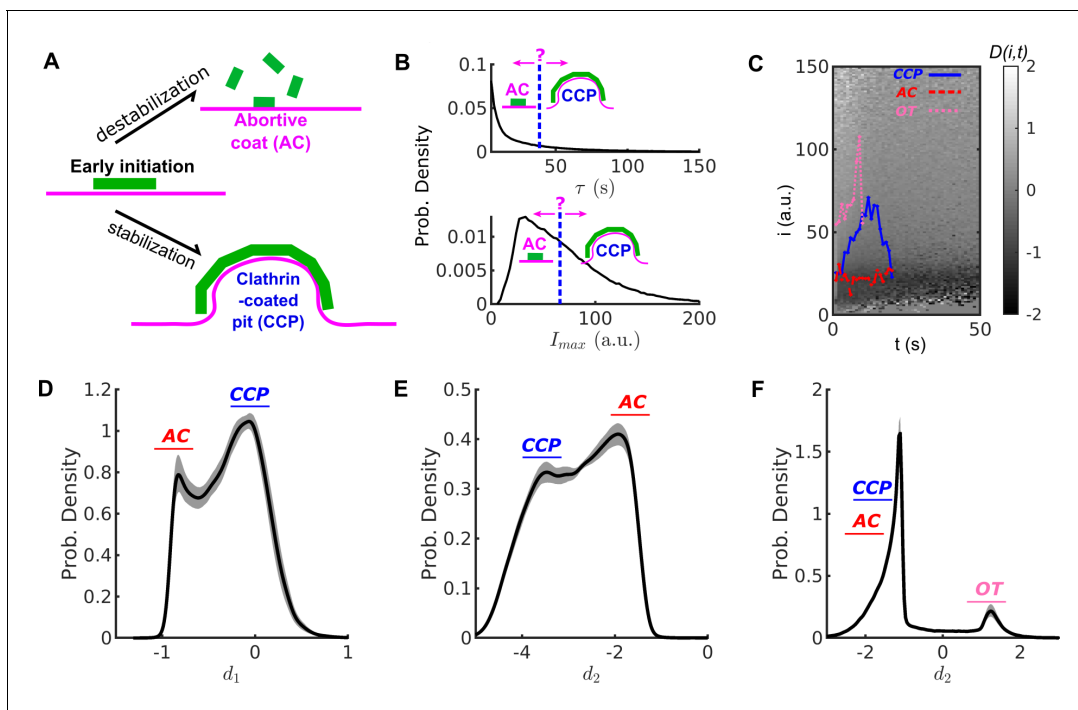 A
destabilization
Abortive
coat (AC)
Early initiation
stabilization
Clathrin
-coated
pit (CCP)
B
Prob. Density
0.1
0.05
0
?
AC
CCP
50
100
150
τ (s)
0.01
0.005
0
?
AC
CCP
0
100
200
I_max (a.u.)
C
D(i,t)
150
100
50
0
i (a.u.)
CCP
AC
OT
0
50
t (s)
2
1
0
-1
-2
D
Prob. Density
1.2
1
0.8
0.6
0.4
0.2
0
AC
CCP
-1
0
1
d_1
E
Prob. Density
0.5
0.4
0.3
0.2
0.1
0
CCP
AC
-4
-2
0
d_2
F
Prob. Density
2
1.5
1
0.5
0
CCP
AC
OT
-2
0
2
d_2